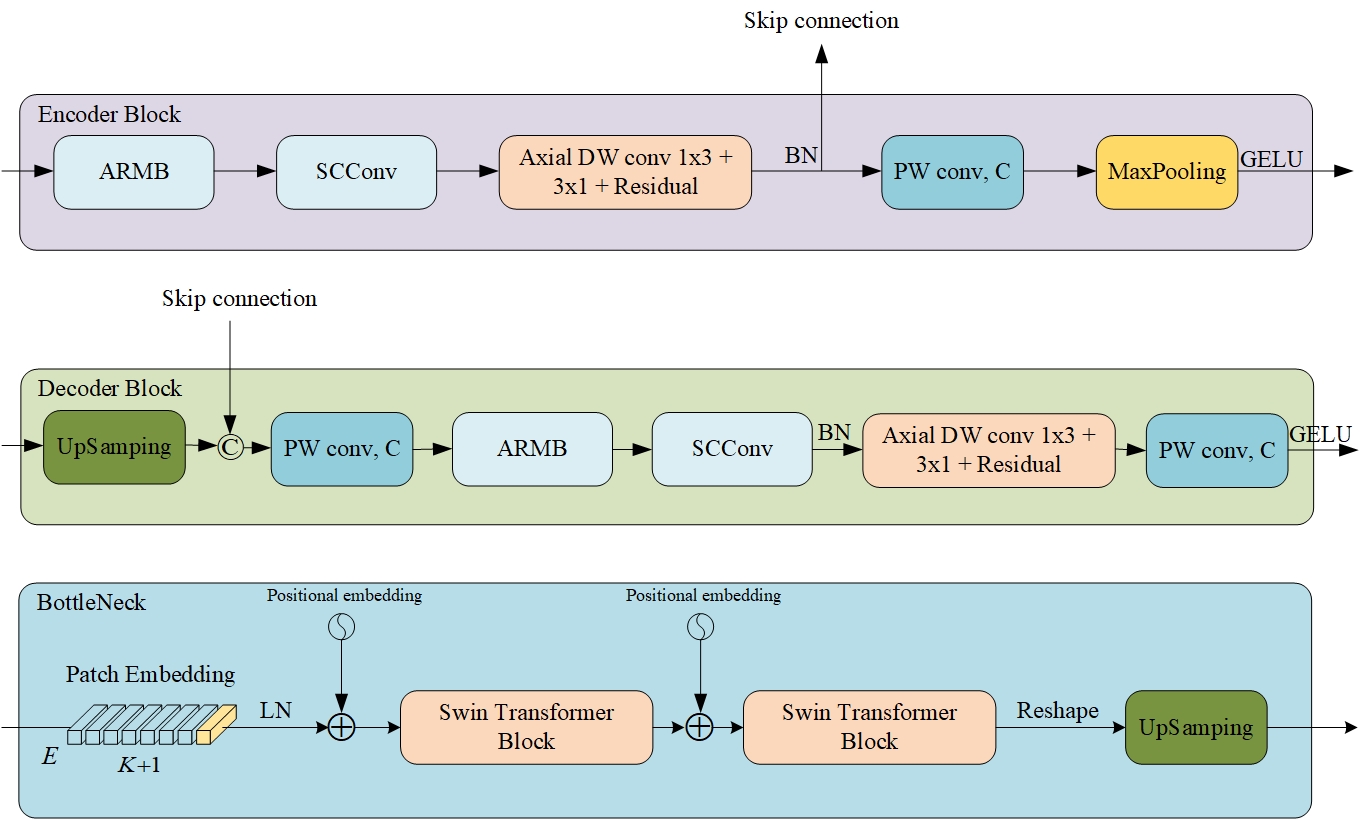 Skip connection
Encoder Block
ARMB
SCConv
Axial DW conv 1x3 +
3x1 + Residual
BN
PW conv, C
MaxPooling
GELU
Skip connection
Decoder Block
UpSamping
C
PW conv, C
ARMB
SCConv
BN
Axial DW conv 1x3 +
3x1 + Residual
PW conv, C
GELU
BottleNeck
Positional embedding
Positional embedding
Patch Embedding
E
K+1
LN
Swin Transformer
Block
Swin Transformer
Block
Reshape
UpSamping